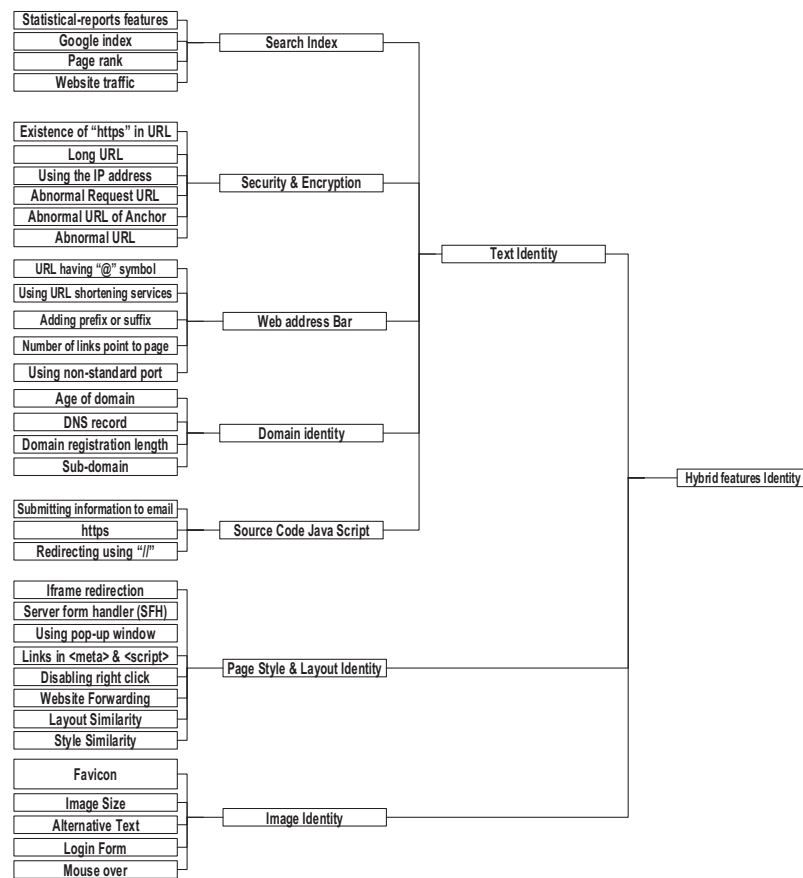 Statistical-reports features
Google index
Page rank
Website traffic
Search Index
Existence of “https” in URL
Long URL
Using the IP address
Abnormal Request URL
Abnormal URL of Anchor
Abnormal URL
Security & Encryption
URL having “@” symbol
Using URL shortening services
Adding prefix or suffix
Number of links point to page
Using non-standard port
Web address Bar
Age of domain
DNS record
Domain registration length
Sub-domain
Domain identity
Submitting information to email
https
Redirecting using “//”
Source Code Java Script
Text Identity
Iframe redirection
Server form handler (SFH)
Using pop-up window
Links in <meta> & <script>
Disabling right click
Website Forwarding
Layout Similarity
Style Similarity
Page Style & Layout Identity
Favicon
Image Size
Alternative Text
Login Form
Mouse over
Image Identity
Hybrid features Identity